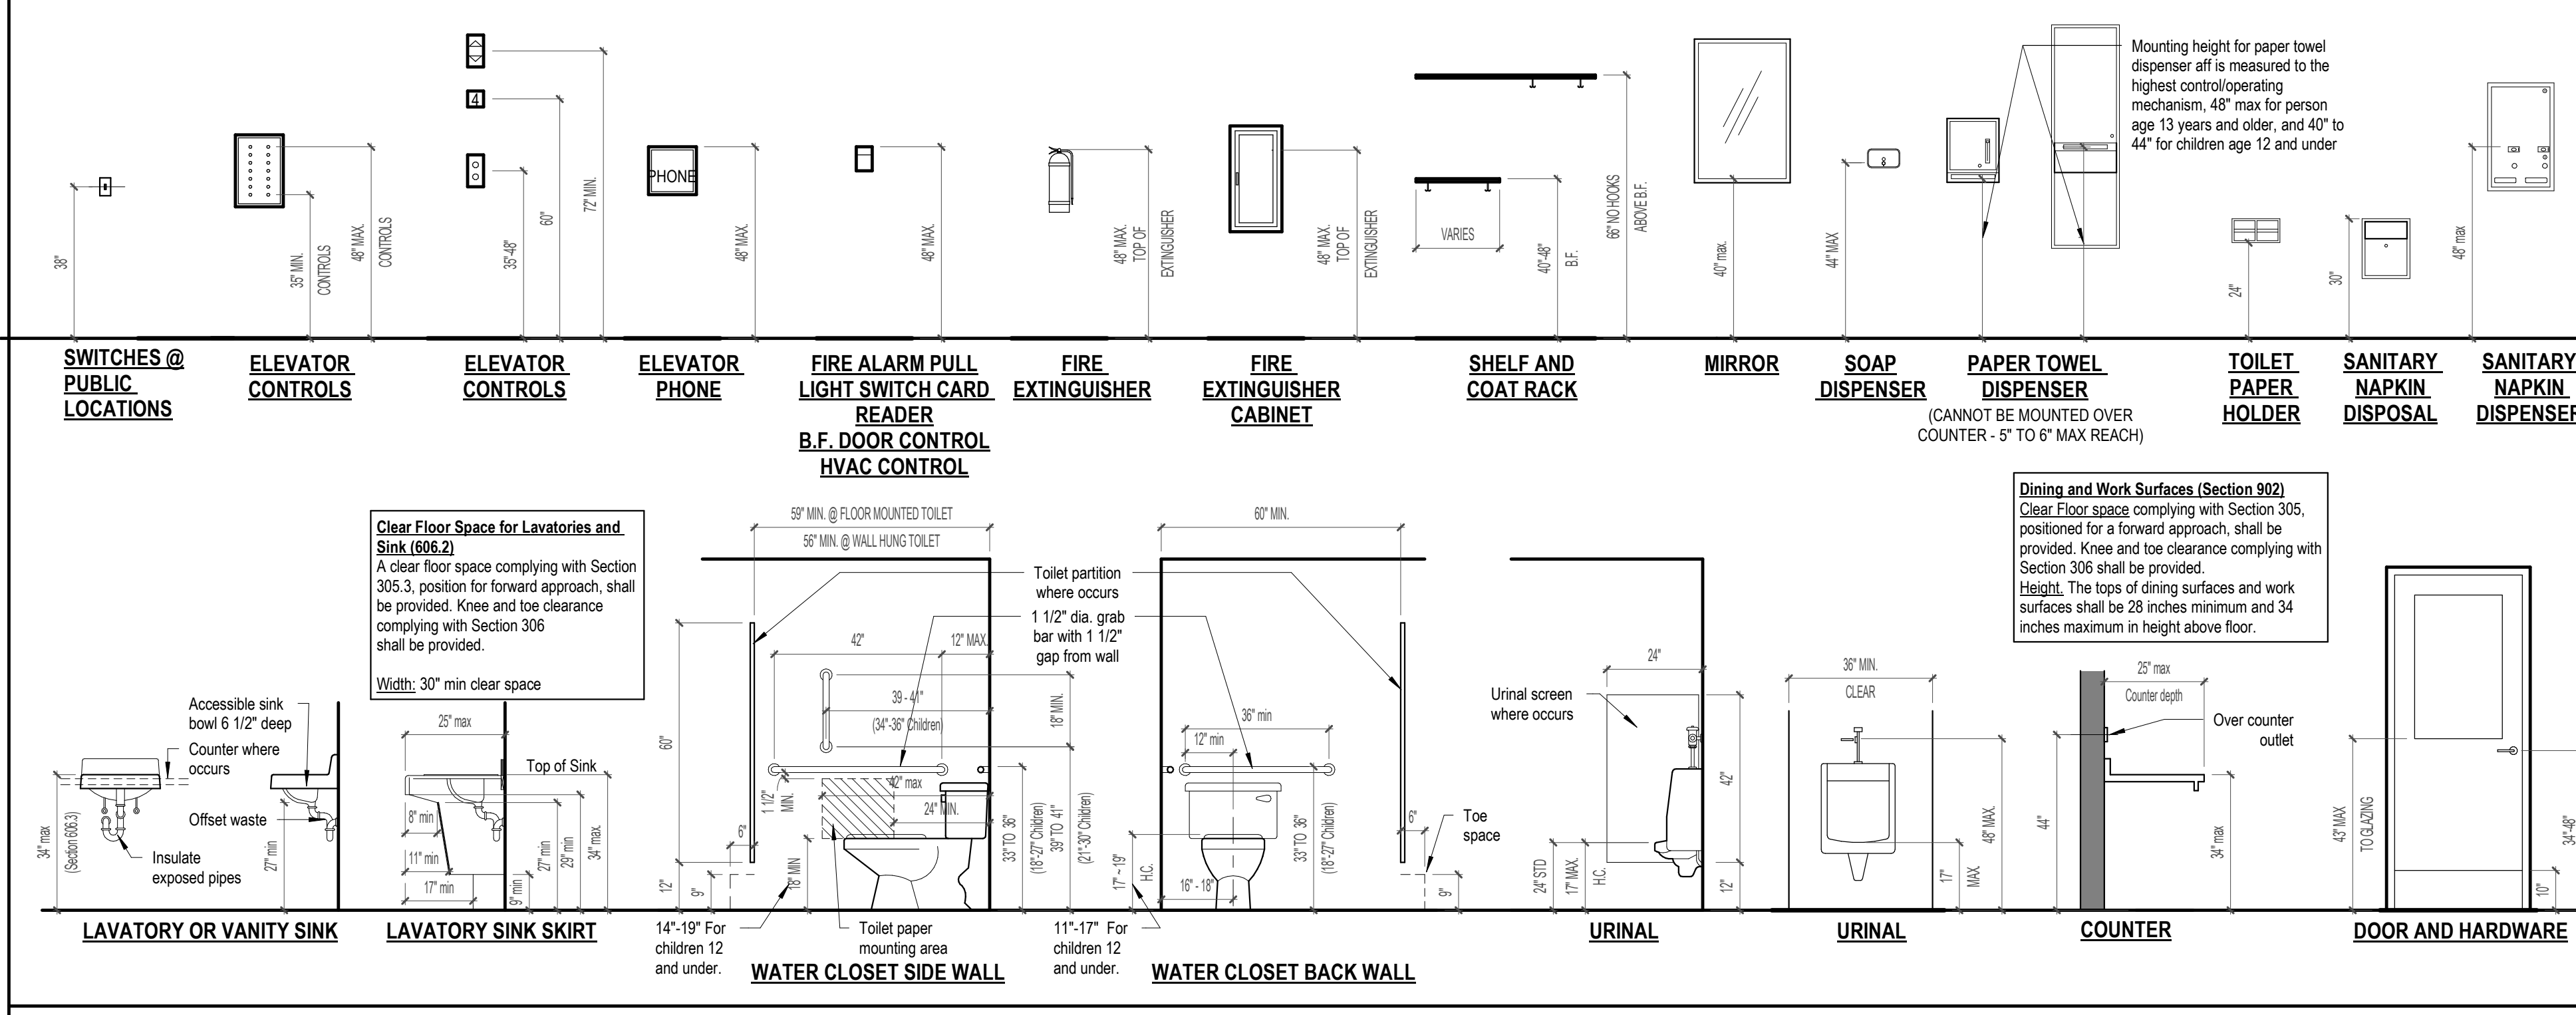 4
72" MIN.
60"
35"-48"
38"
35" MIN.
CONTROLS
48" MAX.
CONTROLS
PHONE
48" MAX.
48" MAX.
48" MAX.
TOP OF
EXTINGUISHER
48" MAX.
TOP OF
EXTINGUISHER
VARIES
40"-48"
B.F.
66" NO HOOKS
ABOVE B.F.
40" max.
44" MAX
Mounting height for paper towel
dispenser aff is measured to the
highest control/operating
mechanism, 48" max for person
age 13 years and older, and 40" to
44" for children age 12 and under
24"
30"
48" max
SWITCHES @
PUBLIC
LOCATIONS
ELEVATOR
CONTROLS
ELEVATOR
CONTROLS
ELEVATOR
PHONE
FIRE ALARM PULL
LIGHT SWITCH CARD
READER
B.F. DOOR CONTROL
HVAC CONTROL
FIRE
EXTINGUISHER
FIRE
EXTINGUISHER
CABINET
SHELF AND
COAT RACK
MIRROR
SOAP
DISPENSER
PAPER TOWEL
DISPENSER
(CANNOT BE MOUNTED OVER
COUNTER - 5" TO 6" MAX REACH)
TOILET
PAPER
HOLDER
SANITARY
NAPKIN
DISPOSAL
SANITARY
NAPKIN
DISPENSER
Accessible sink
bowl 6 1/2" deep
Counter where
occurs
Offset waste
Insulate
exposed pipes
34" max
(Section 606.3)
27" min
LAVATORY OR VANITY SINK
Clear Floor Space for Lavatories and
Sink (606.2)
A clear floor space complying with Section
305.3, position for forward approach, shall
be provided. Knee and toe clearance
complying with Section 306
shall be provided.
Width: 30" min clear space
25" max
Top of Sink
8" min
11" min
17" min
9" min
27" min
29" min
34" max.
LAVATORY SINK SKIRT
59" MIN. @ FLOOR MOUNTED TOILET
56" MIN. @ WALL HUNG TOILET
Toilet partition
where occurs
1 1/2" dia. grab
bar with 1 1/2"
gap from wall
42"
12" MAX.
39 - 41"
(34"-36" Children)
18" MIN.
60"
42" max
24" MIN.
1 1/2"
MIN.
6"
12"
9"
18" MIN
33" TO 36"
(18"-27" Children)
39" TO 41"
(21"-30" Children)
14"-19" For
children 12
and under.
Toilet paper
mounting area
WATER CLOSET SIDE WALL
60" MIN.
36" min
12" min
16" - 18"
17" ~ 19"
H.C.
33" TO 36"
(18"-27" Children)
6"
Toe
space
9"
11"-17" For
children 12
and under.
WATER CLOSET BACK WALL
24"
Urinal screen
where occurs
42"
12"
24" STD
17" MAX.
H.C.
URINAL
36" MIN.
CLEAR
48" MAX.
17"
MAX.
URINAL
Dining and Work Surfaces (Section 902)
Clear Floor space complying with Section 305,
positioned for a forward approach, shall be
provided. Knee and toe clearance complying with
Section 306 shall be provided.
Height. The tops of dining surfaces and work
surfaces shall be 28 inches minimum and 34
inches maximum in height above floor.
25" max
Counter depth
Over counter
outlet
44"
34" max
COUNTER
43" MAX
TO GLAZING
34"-48"
10"
DOOR AND HARDWARE